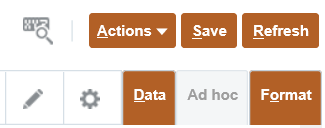 Actions Save Refresh
Data Ad hoc Format